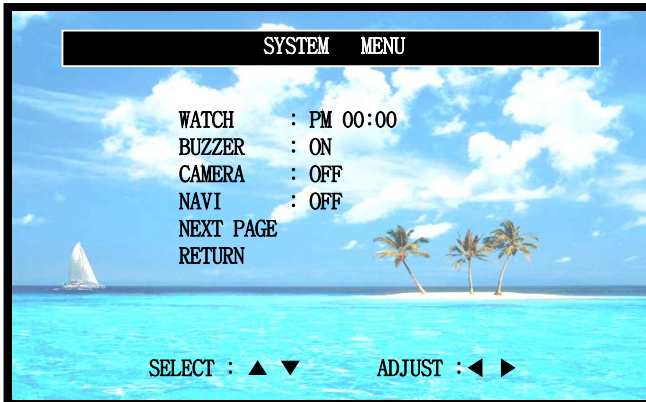 SYSTEM MENU
WATCH : PM 00:00
BUZZER : ON
CAMERA : OFF
NAVI : OFF
NEXT PAGE
RETURN
SELECT : ▲ ▼ ADJUST : ◀ ▶